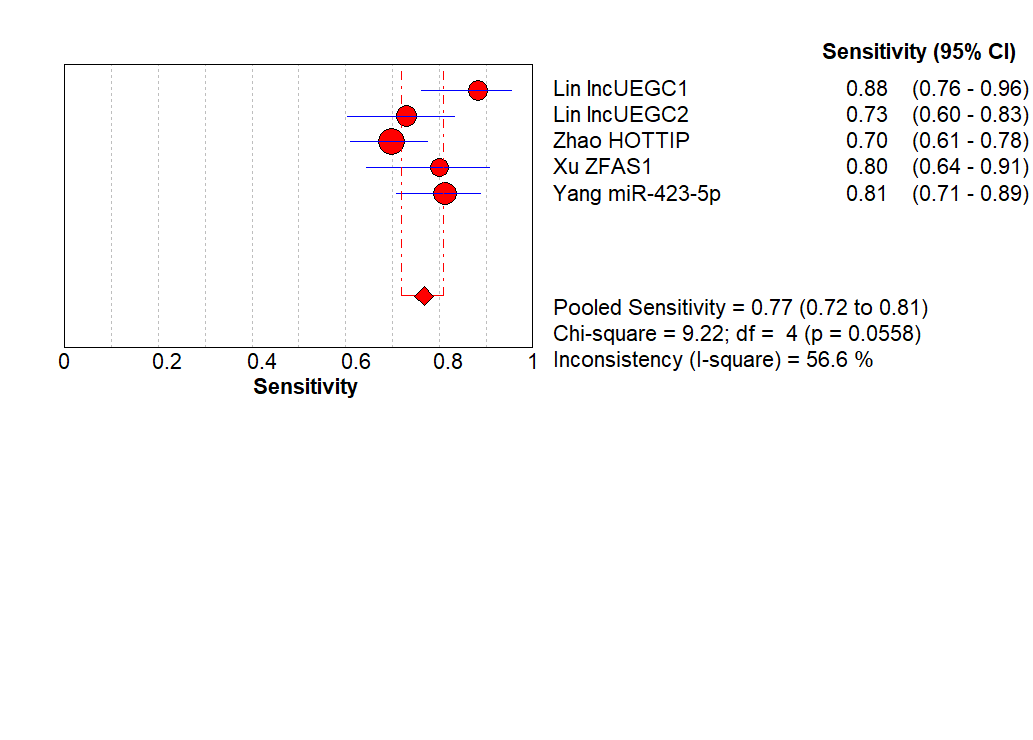 Sensitivity (95% CI)
Lin lncUEGC1 0.88 (0.76 - 0.96)
Lin lncUEGC2 0.73 (0.60 - 0.83)
Zhao HOTTIP 0.70 (0.61 - 0.78)
Xu ZFAS1 0.80 (0.64 - 0.91)
Yang miR-423-5p 0.81 (0.71 - 0.89)
Pooled Sensitivity = 0.77 (0.72 to 0.81)
Chi-square = 9.22; df = 4 (p = 0.0558)
Inconsistency (I-square) = 56.6 %
0 0.2 0.4 0.6 0.8 1
Sensitivity